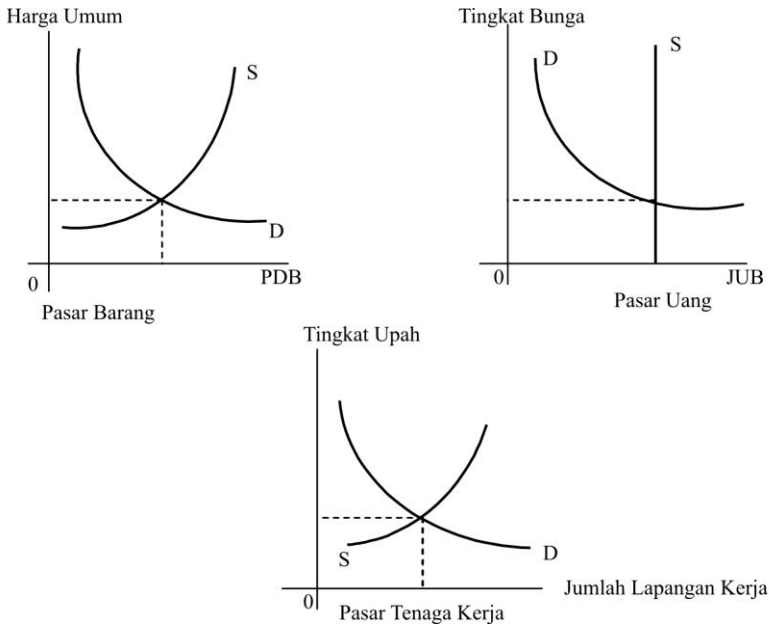 Harga Umum
S
D
0
PDB
Pasar Barang
Tingkat Bunga
D
S
0
JUB
Pasar Uang
Tingkat Upah
S
D
0
Jumlah Lapangan Kerja
Pasar Tenaga Kerja